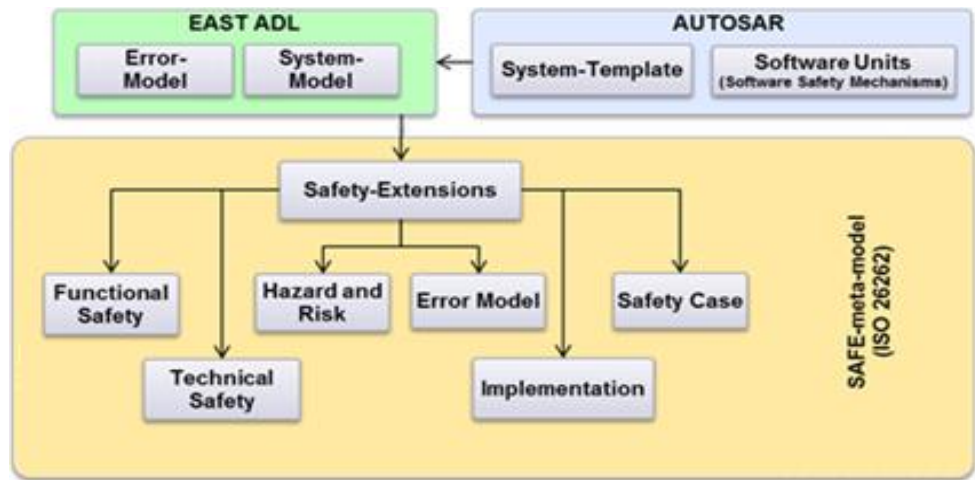 EAST ADL
Error-
Model
System-
Model
AUTOSAR
System-Template
Software Units
(Software Safety Mechanisms)
Safety-Extensions
Functional
Safety
Hazard and
Risk
Error Model
Safety Case
Technical
Safety
Implementation
SAFE-meta-model
(ISO 26262)